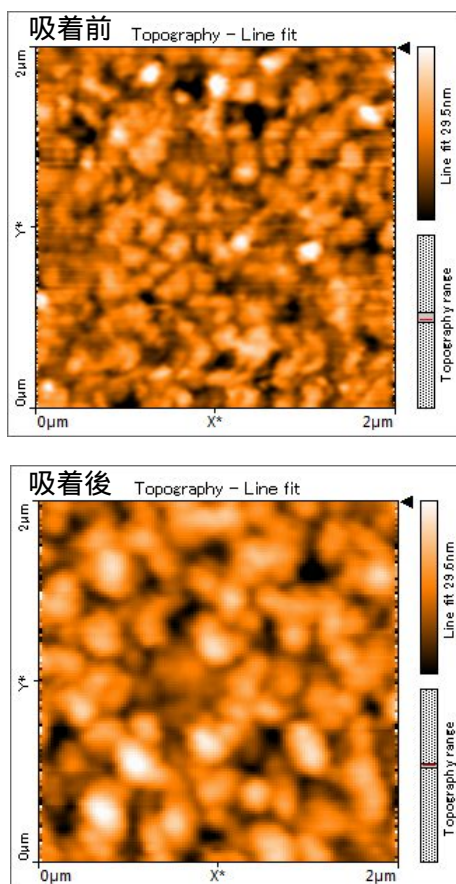 吸着前
Topography - Line fit
2μm
Y*
0μm
0μm
X*
2μm
Line fit 29.5nm
Topography range
吸着後
Topography - Line fit
2μm
Y*
0μm
0μm
X*
2μm
Line fit 29.6nm
Topography range